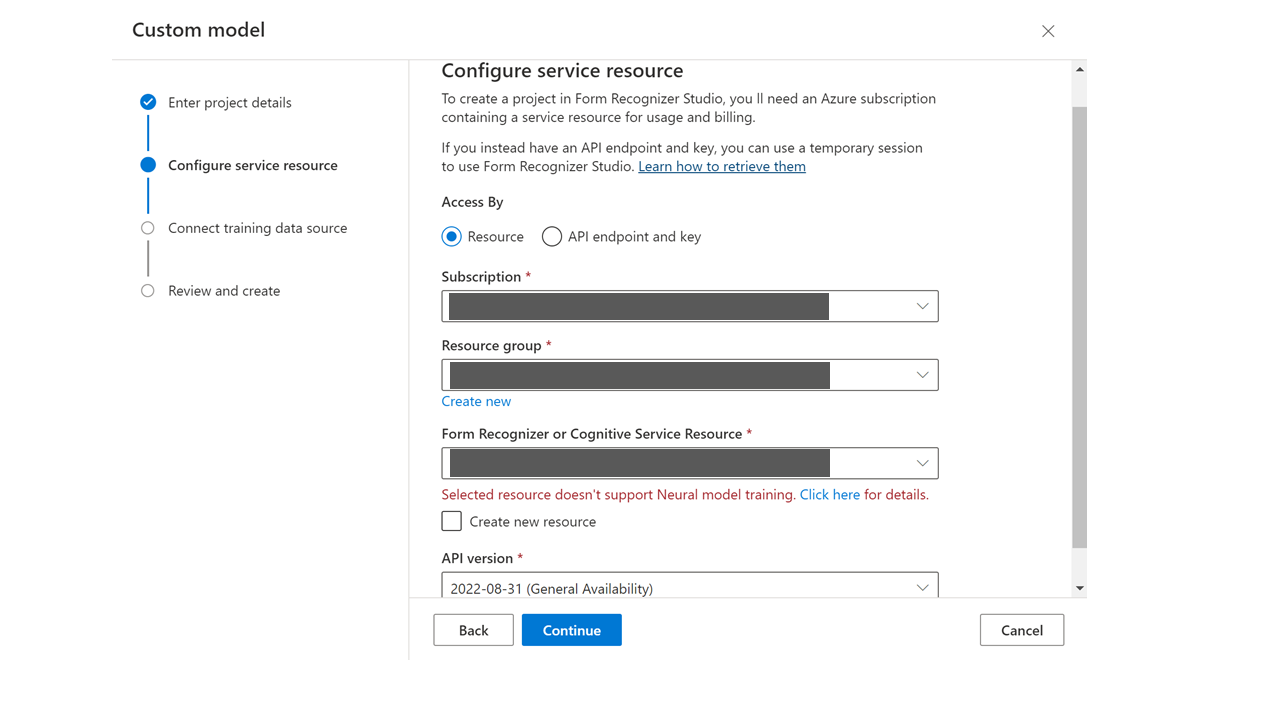 Custom model
Enter project details
Configure service resource
Connect training data source
Review and create
Configure service resource
To create a project in Form Recognizer Studio, you ll need an Azure subscription
containing a service resource for usage and billing.
If you instead have an API endpoint and key, you can use a temporary session
to use Form Recognizer Studio. Learn how to retrieve them
Access By
Resource API endpoint and key
Subscription *
Resource group *
Create new
Form Recognizer or Cognitive Service Resource *
Selected resource doesn't support Neural model training. Click here for details.
Create new resource
API version *
2022-08-31 (General Availability)
Back Continue Cancel